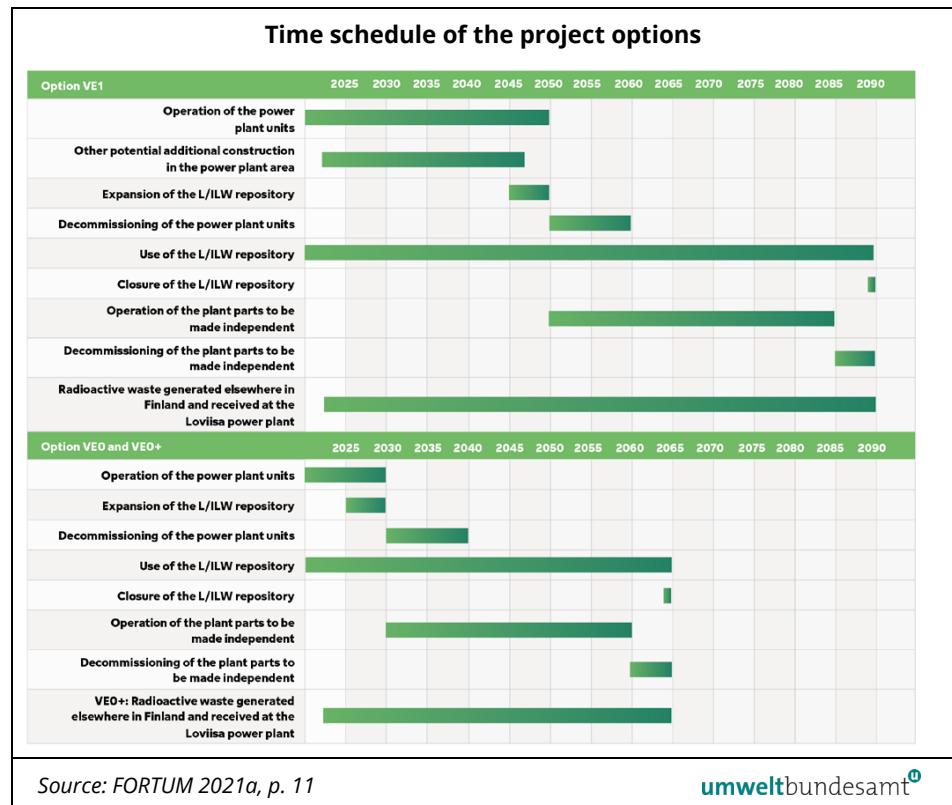 Time schedule of the project options
Option VE1 2025 2030 2035 2040 2045 2050 2055 2060 2065 2070 2075 2080 2085 2090
Operation of the power
plant units
Other potential additional construction
in the power plant area
Expansion of the L/ILW repository
Decommissioning of the power plant units
Use of the L/ILW repository
Closure of the L/ILW repository
Operation of the plant parts to be
made independent
Decommissioning of the plant parts to be
made independent
Radioactive waste generated elsewhere in
Finland and received at the
Loviisa power plant
Option VE0 and VE0+ 2025 2030 2035 2040 2045 2050 2055 2060 2065 2070 2075 2080 2085 2090
Operation of the power plant units
Expansion of the L/ILW repository
Decommissioning of the power plant units
Use of the L/ILW repository
Closure of the L/ILW repository
Operation of the plant parts to be
made independent
Decommissioning of the plant parts to
be made independent
VE0+: Radioactive waste generated
elsewhere in Finland and received at the
Loviisa power plant
Source: FORTUM 2021a, p. 11
umweltbundesamt u